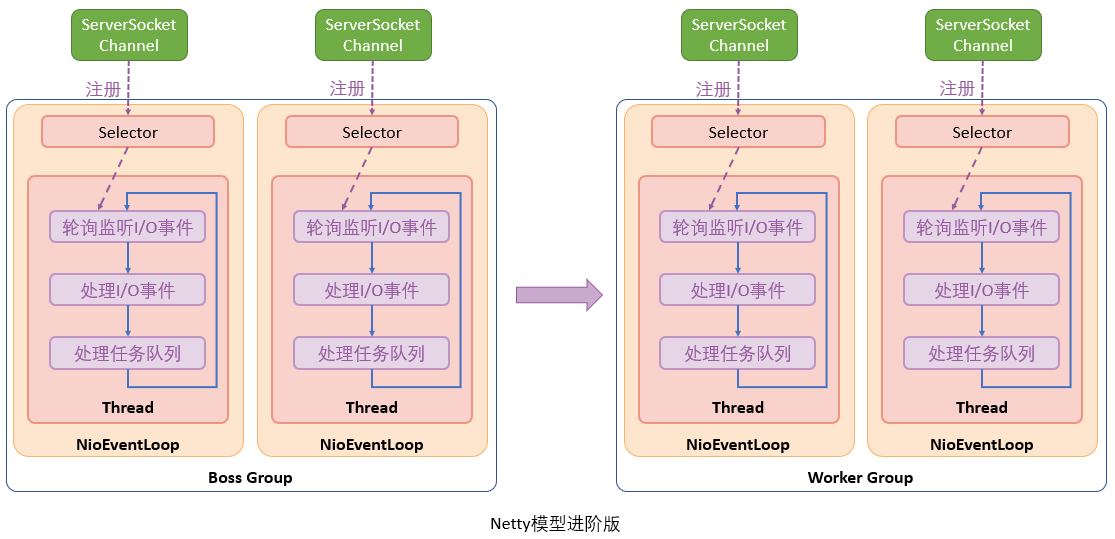 ServerSocket
Channel
注册
Selector
轮询监听I/O事件
处理I/O事件
处理任务队列
Thread
NioEventLoop
ServerSocket
Channel
注册
Selector
轮询监听I/O事件
处理I/O事件
处理任务队列
Thread
NioEventLoop
Boss Group
ServerSocket
Channel
注册
Selector
轮询监听I/O事件
处理I/O事件
处理任务队列
Thread
NioEventLoop
ServerSocket
Channel
注册
Selector
轮询监听I/O事件
处理I/O事件
处理任务队列
Thread
NioEventLoop
Worker Group
Netty模型进阶版